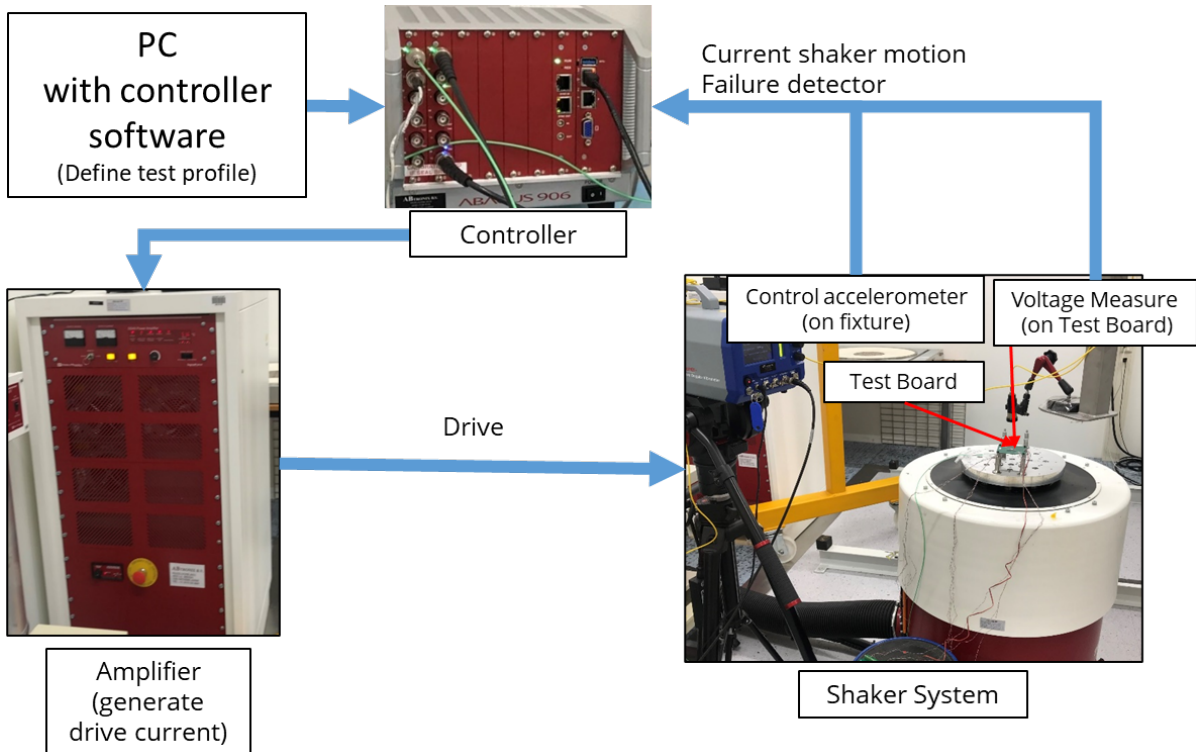 PC
with controller
software
(Define test profile)
Current shaker motion
Failure detector
ABACUS 906
Controller
Control accelerometer
(on fixture)
Voltage Measure
(on Test Board)
Test Board
Drive
Amplifier
(generate
drive current)
Shaker System